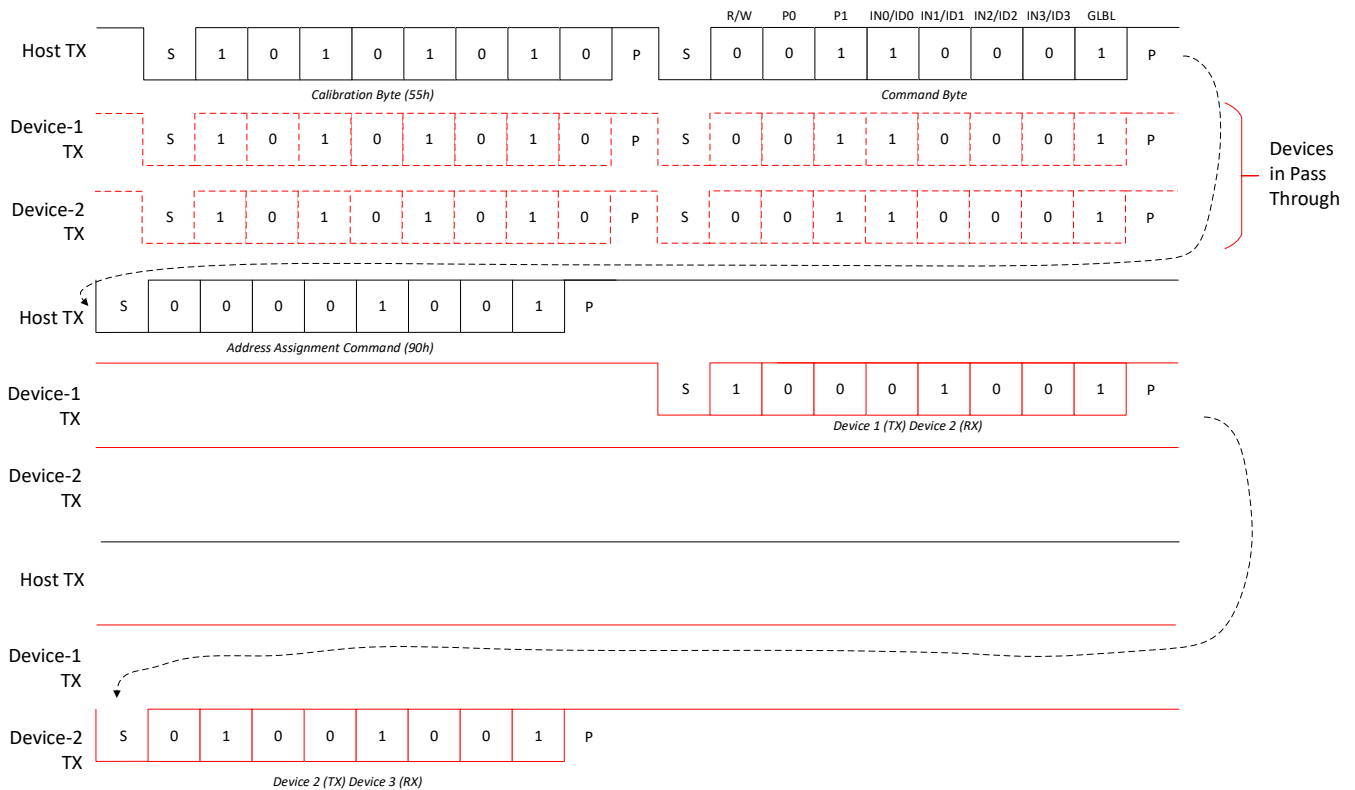 R/W P0 P1 IN0/ID0 IN1/ID1 IN2/ID2 IN3/ID3 GLBL
Host TX S 1 0 1 0 1 0 1 0 P S 0 0 1 1 0 0 0 1 P
Calibration Byte (55h) Command Byte
Device-1
TX S 1 0 1 0 1 0 1 0 P S 0 0 1 1 0 0 0 1 P
Devices
in Pass
Through
Device-2
TX S 1 0 1 0 1 0 1 0 P S 0 0 1 1 0 0 0 1 P
Host TX S 0 0 0 0 1 0 0 1 P
Address Assignment Command (90h)
Device-1
TX S 1 0 0 0 1 0 0 1 P
Device 1 (TX) Device 2 (RX)
Device-2
TX
Host TX
Device-1
TX
Device-2
TX S 0 1 0 0 1 0 0 1 P
Device 2 (TX) Device 3 (RX)